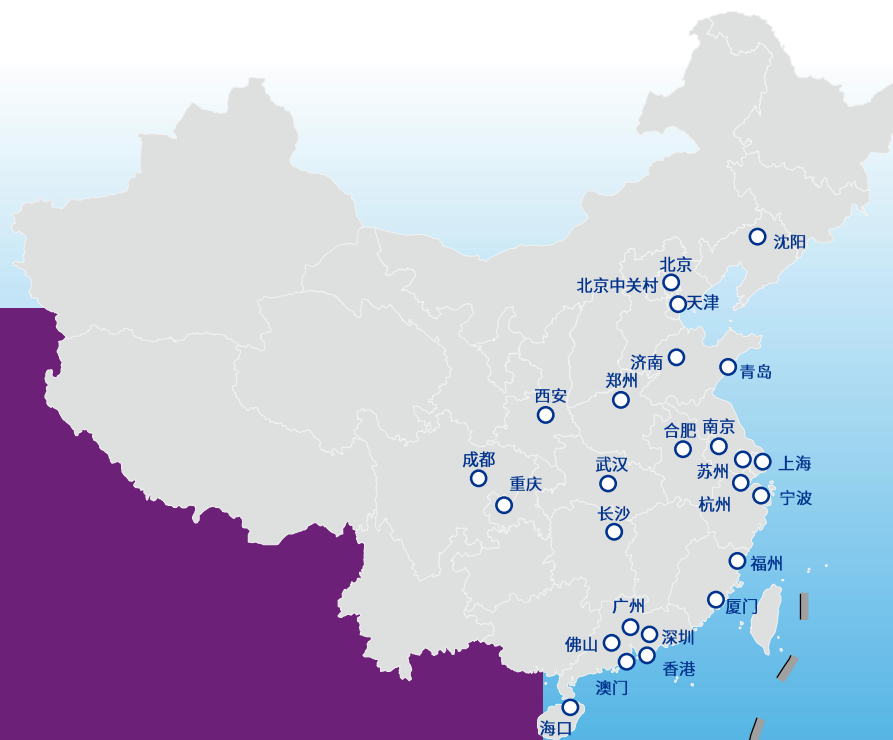 沈阳
北京
北京中关村
天津
济南
青岛
郑州
西安
合肥
南京
成都
武汉
苏州
上海
重庆
杭州
宁波
长沙
福州
广州
厦门
佛山
深圳
香港
澳门
海口